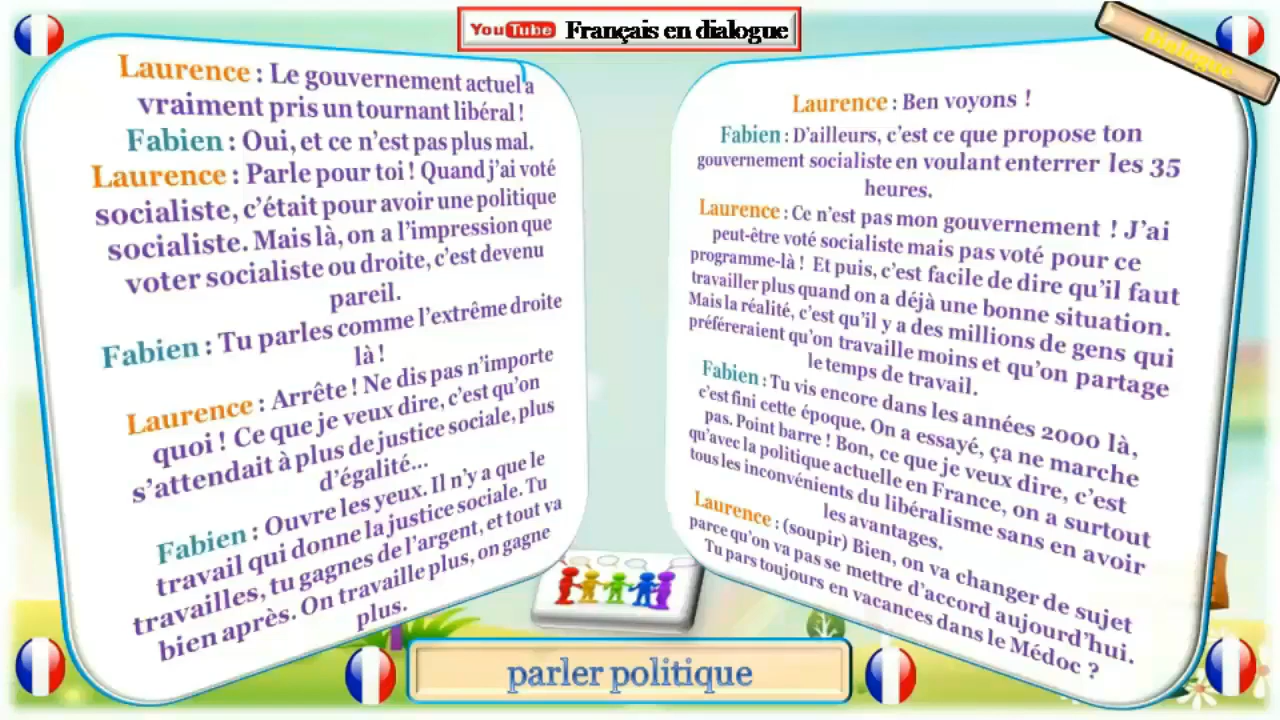 YouTube Français en dialogue
Dialogue
Laurence : Le gouvernement actuel a
vraiment pris un tournant libéral !
Fabien : Oui, et ce n'est pas plus mal.
Laurence : Parle pour toi ! Quand j'ai voté
socialiste, c'était pour avoir une politique
socialiste. Mais là, on a l'impression que
voter socialiste ou droite, c'est devenu
pareil.
Fabien : Tu parles comme l'extrême droite
là !
Laurence : Arrête ! Ne dis pas n'importe
quoi ! Ce que je veux dire, c'est qu'on
s'attendait à plus de justice sociale, plus
d'égalité...
Fabien : Ouvre les yeux. Il n'y a que le
travail qui donne la justice sociale. Tu
travailles, tu gagnes de l'argent, et tout va
bien après. On travaille plus, on gagne
plus.
Laurence : Ben voyons !
Fabien : D'ailleurs, c'est ce que propose ton
gouvernement socialiste en voulant enterrer les 35
heures.
Laurence : Ce n'est pas mon gouvernement ! J'ai
peut-être voté socialiste mais pas voté pour ce
programme-là ! Et puis, c'est facile de dire qu'il faut
travailler plus quand on a déjà une bonne situation.
Mais la réalité, c'est qu'il y a des millions de gens qui
préféreraient qu'on travaille moins et qu'on partage
le temps de travail.
Fabien : Tu vis encore dans les années 2000 là,
c'est fini cette époque. On a essayé, ça ne marche
pas. Point barre ! Bon, ce que je veux dire, c'est
qu'avec la politique actuelle en France, on a surtout
tous les inconvénients du libéralisme sans en avoir
les avantages.
Laurence : (soupir) Bien, on va changer de sujet
parce qu'on va pas se mettre d'accord aujourd'hui.
Tu pars toujours en vacances dans le Médoc ?
parler politique